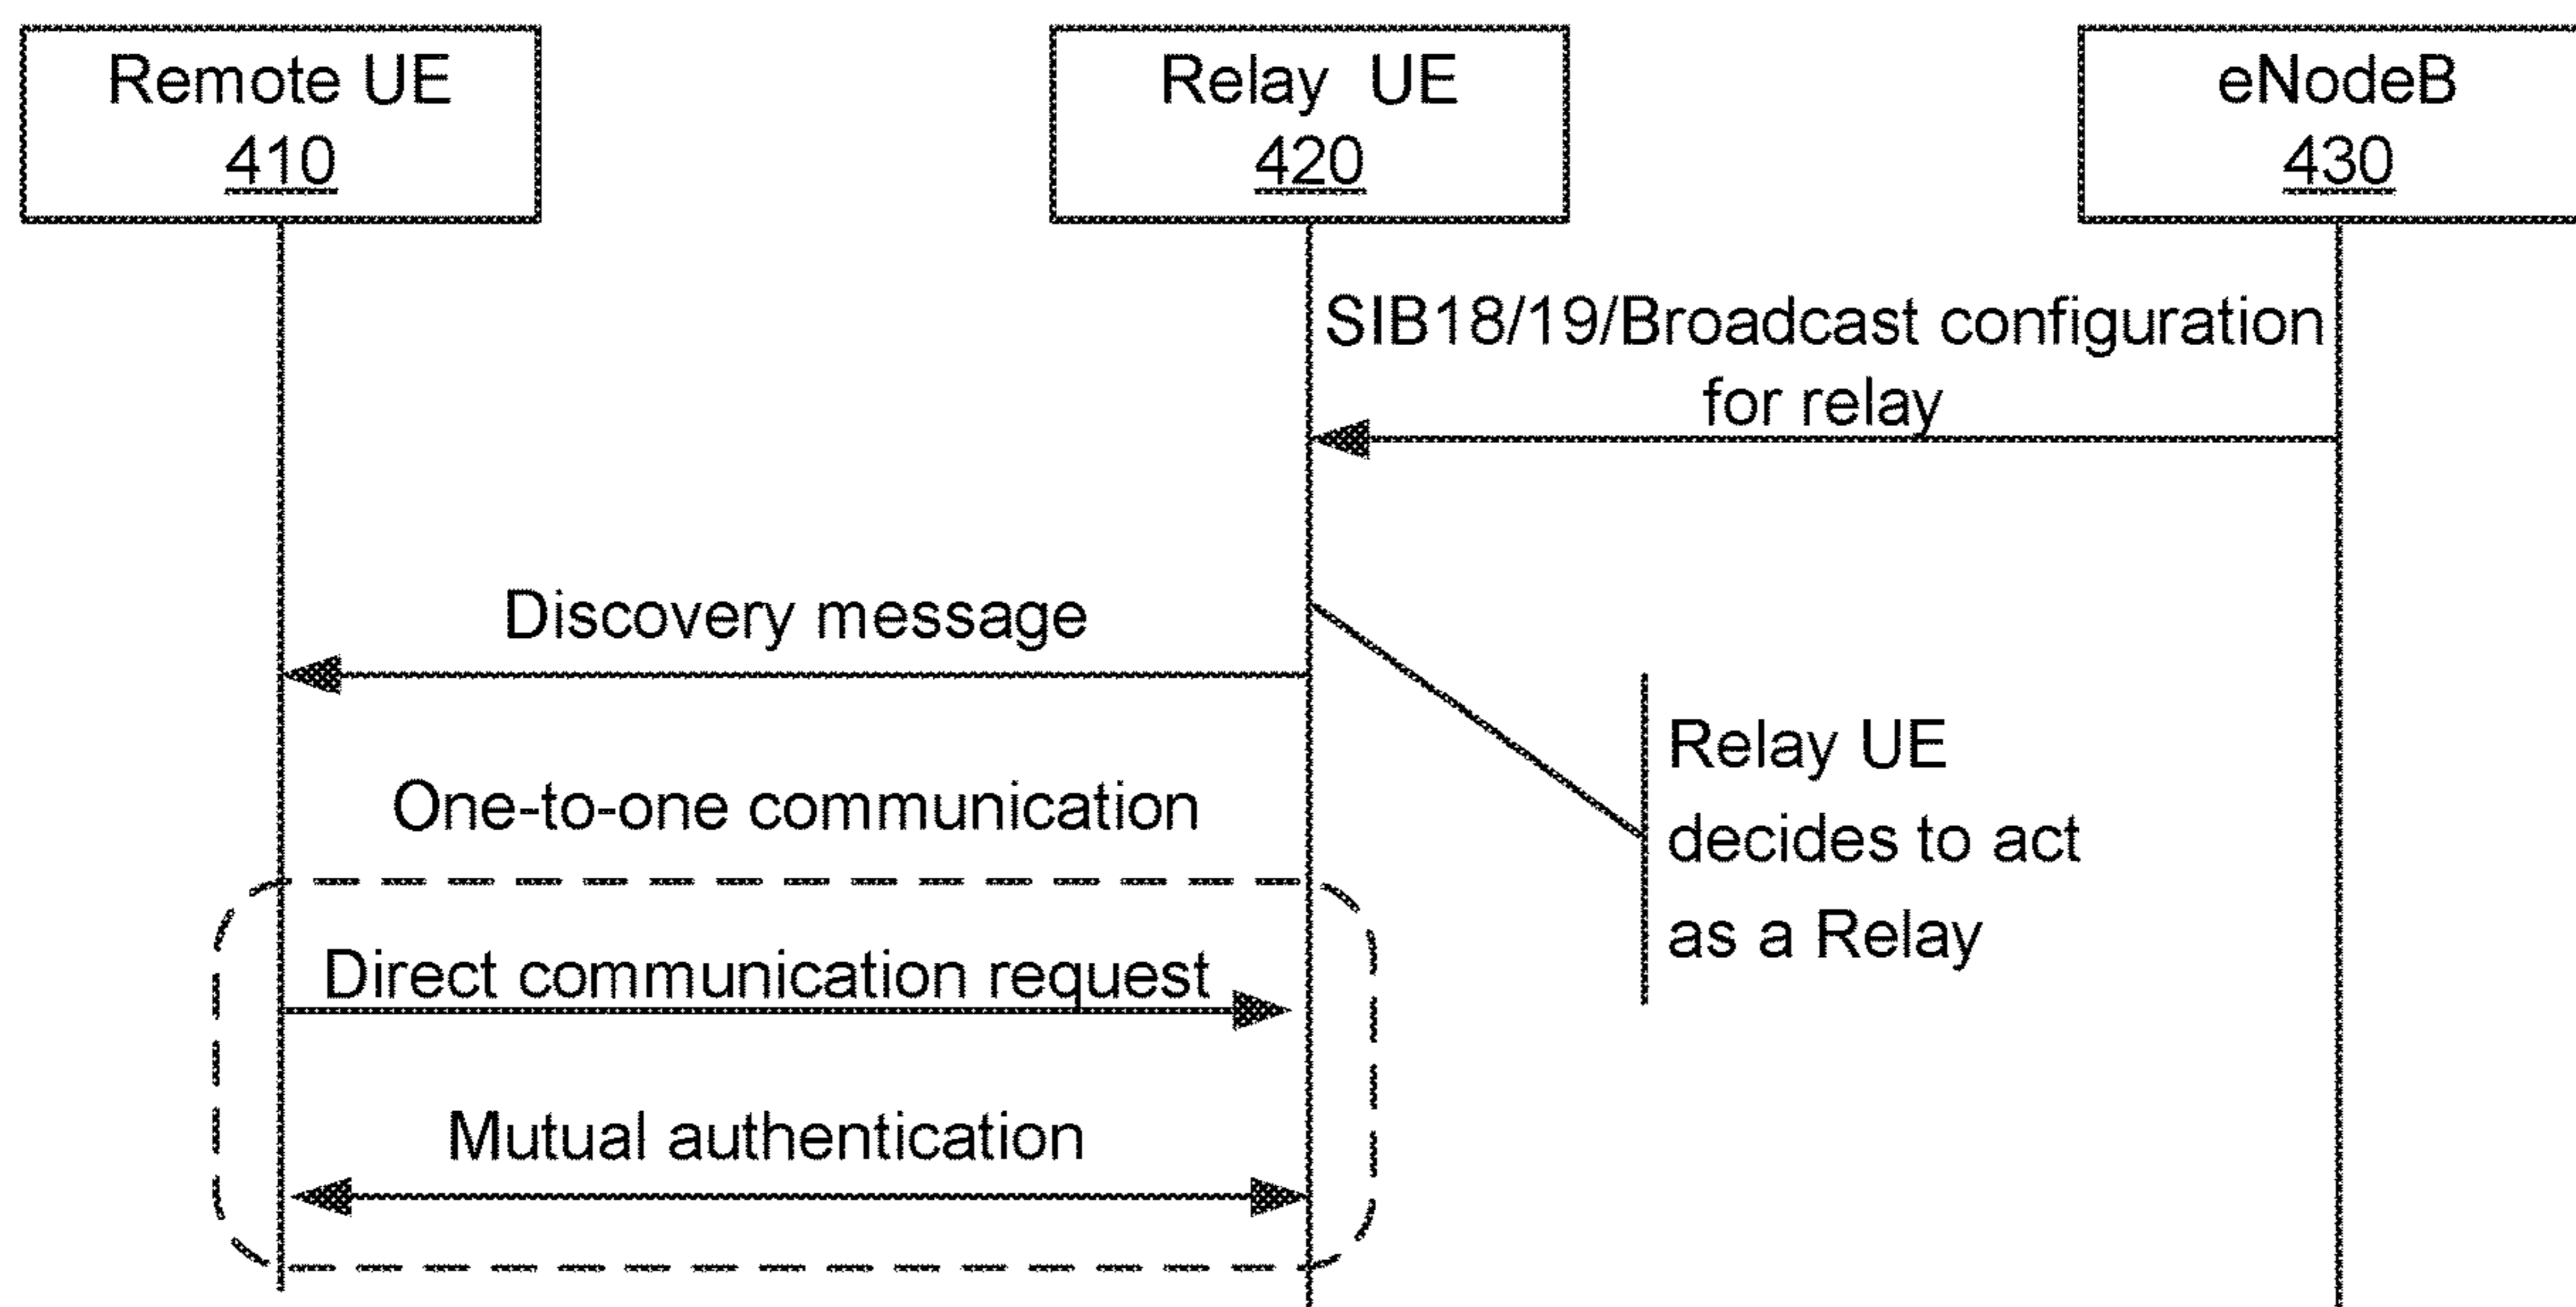 Remote UE
410
Relay UE
420
eNodeB
430
SIB18/19/Broadcast configuration
for relay
Discovery message
Relay UE
decides to act
as a Relay
One-to-one communication
Direct communication request
Mutual authentication